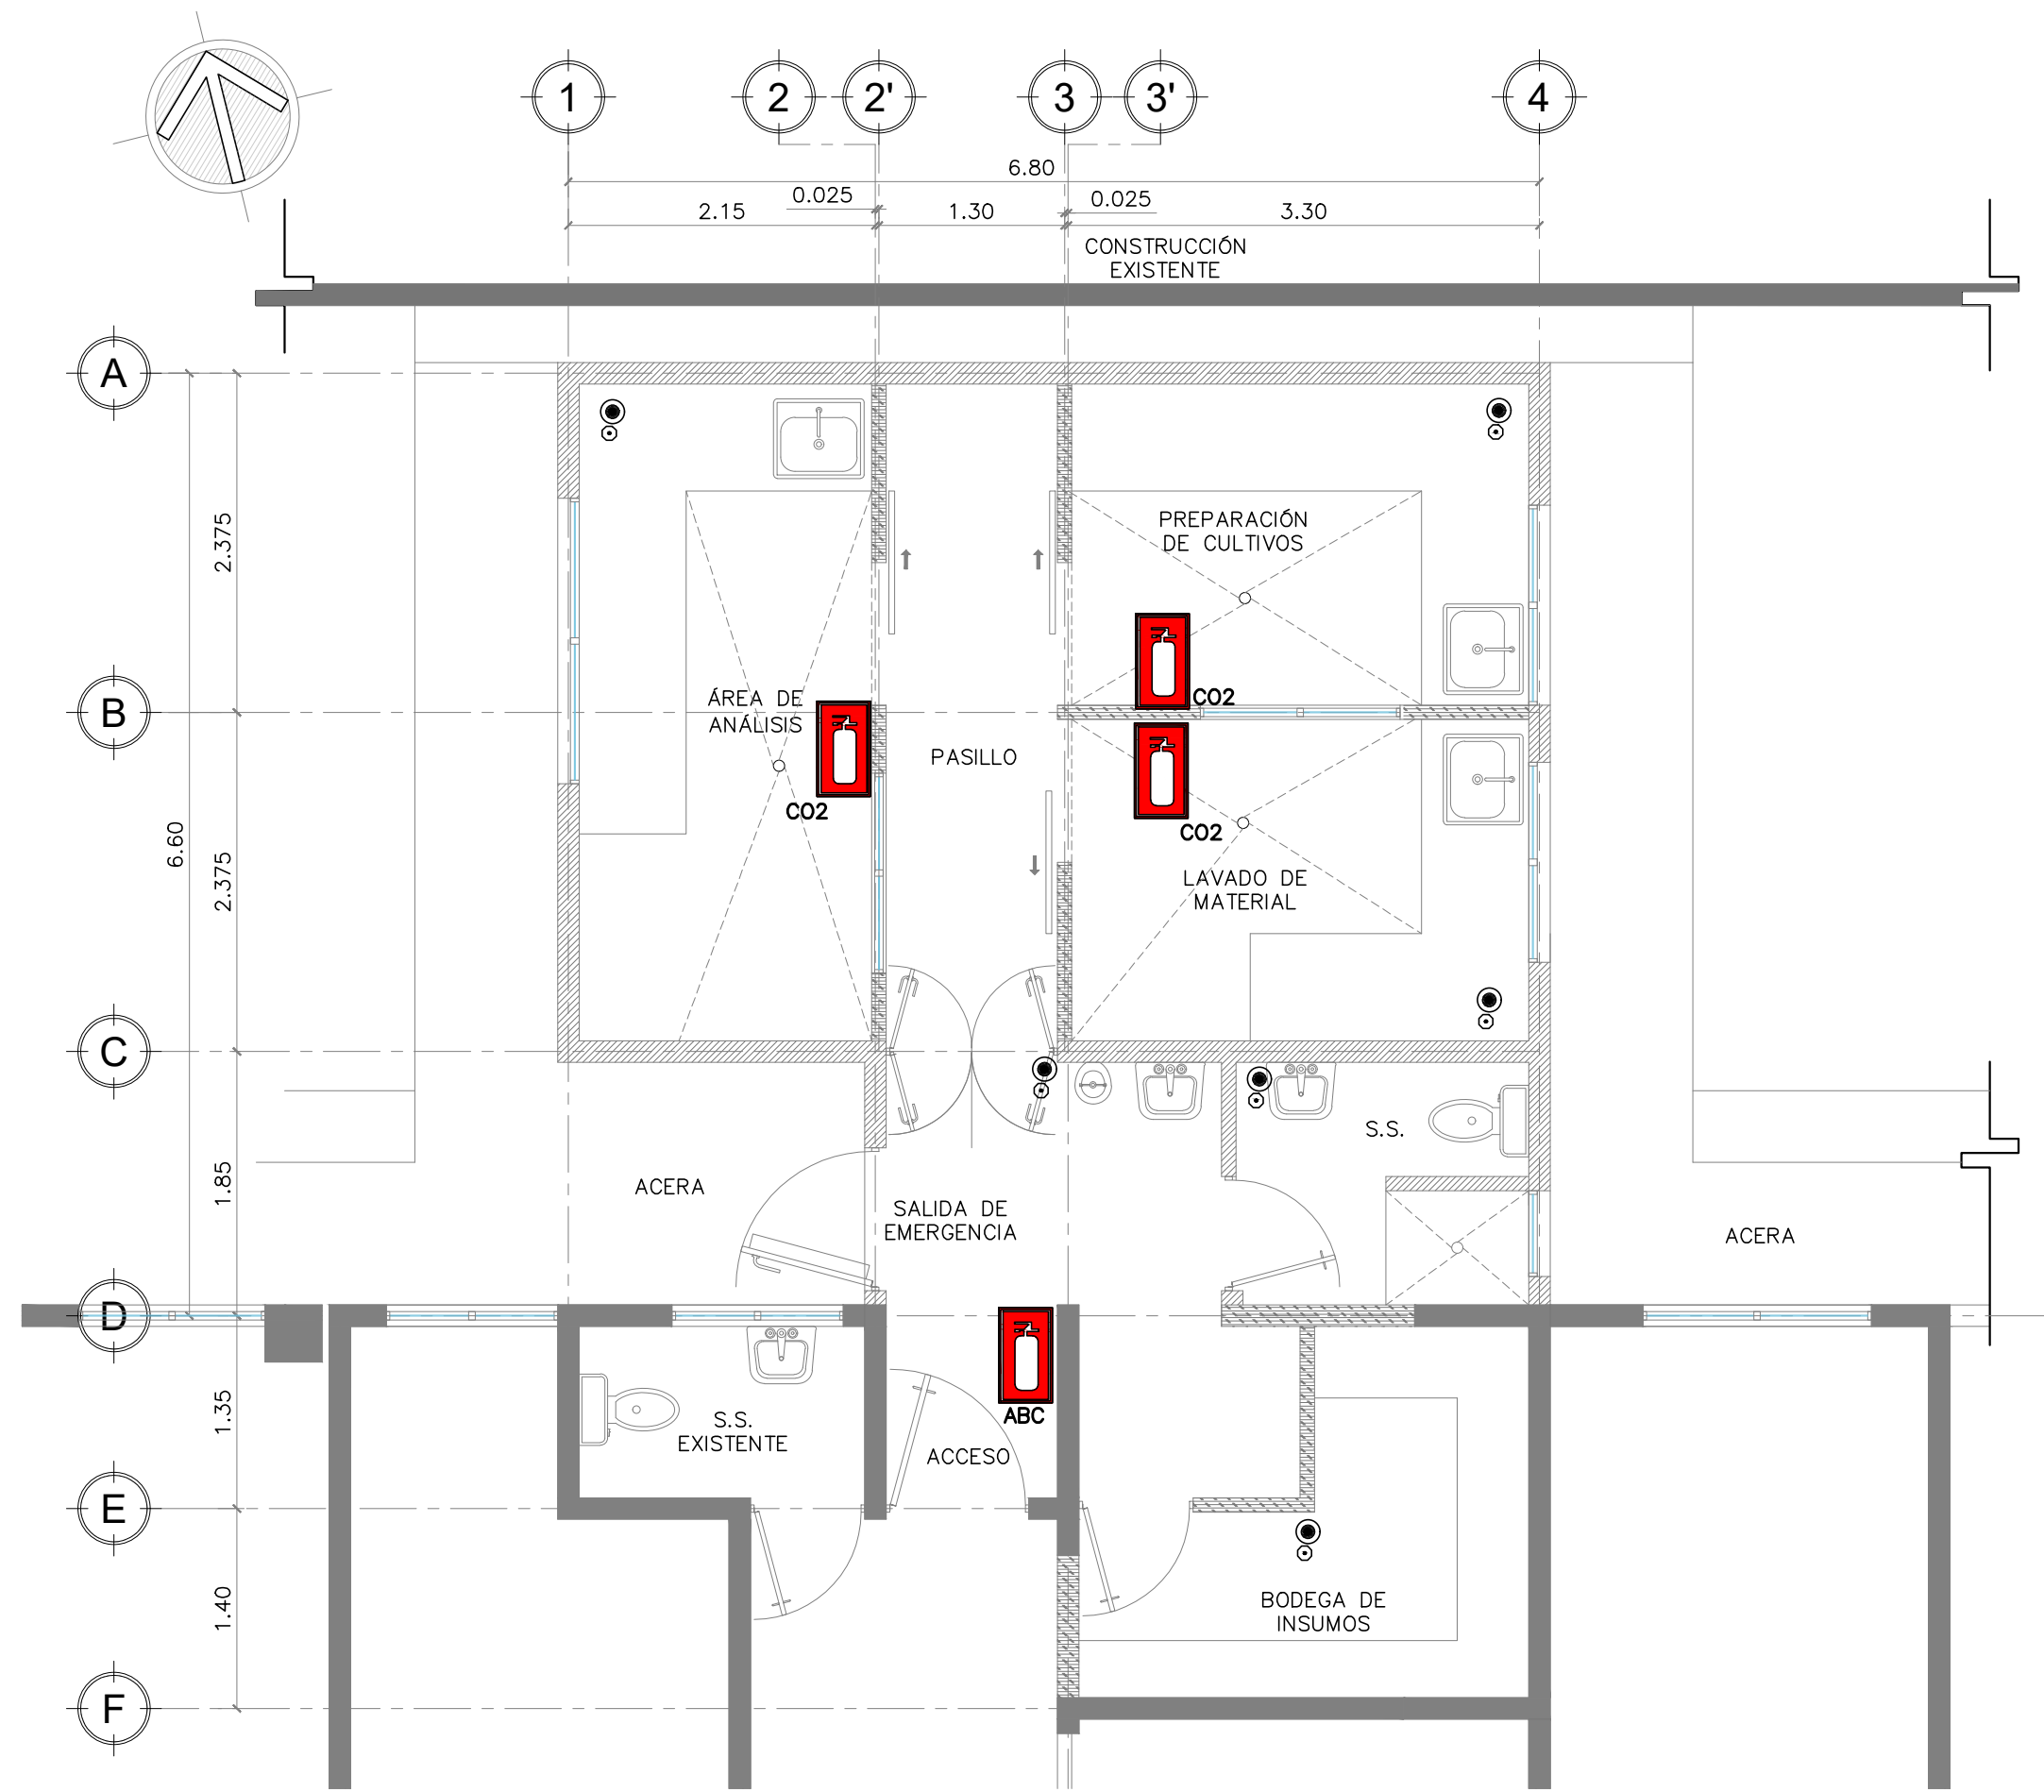 1
2
2'
3
3'
4
6.80
0.025
0.025
2.15
1.30
3.30
CONSTRUCCIÓN
EXISTENTE
A
2.375
PREPARACIÓN
DE CULTIVOS
ÁREA DE
ANÁLISIS
CO2
B
PASILLO
CO2
CO2
6.60
2.375
LAVADO DE
MATERIAL
C
S.S.
1.85
ACERA
SALIDA DE
EMERGENCIA
ACERA
D
ABC
1.35
S.S.
EXISTENTE
ACCESO
E
1.40
BODEGA DE
INSUMOS
F